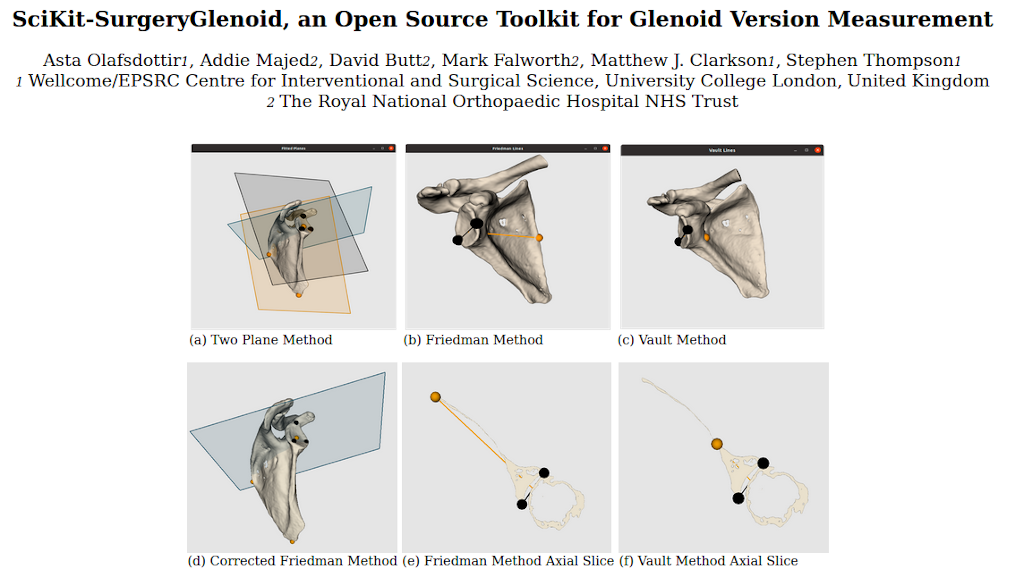 SciKit-SurgeryGlenoid, an Open Source Toolkit for Glenoid Version Measurement
Asta Olafsdottir1, Addie Majed2, David Butt2, Mark Falworth2, Matthew J. Clarkson1, Stephen Thompson1
1 Wellcome/EPSRC Centre for Interventional and Surgical Science, University College London, United Kingdom
2 The Royal National Orthopaedic Hospital NHS Trust
Fitted Planes
Friedman Lines
Vault Lines
(a) Two Plane Method
(b) Friedman Method
(c) Vault Method
(d) Corrected Friedman Method
(e) Friedman Method Axial Slice
(f) Vault Method Axial Slice